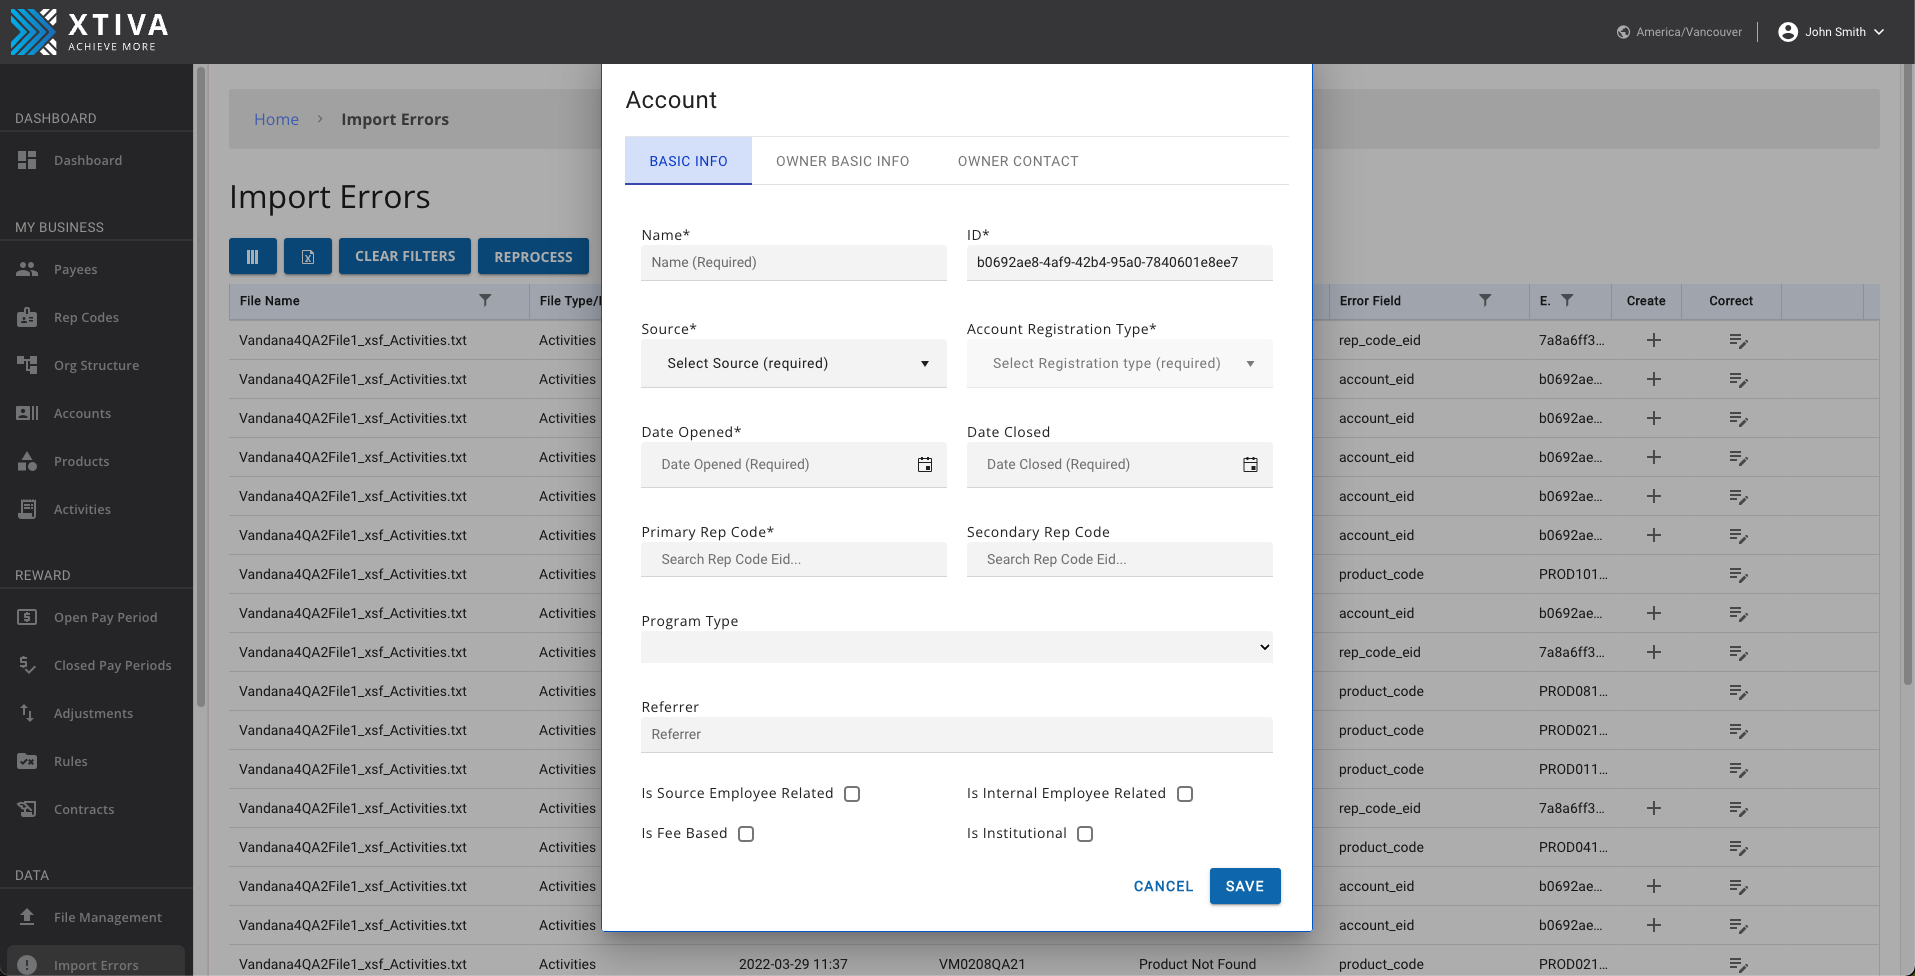 XTIVA
ACHIEVE MORE
America/Vancouver
John Smith
DASHBOARD
Dashboard
MY BUSINESS
Payees
Rep Codes
Org Structure
Accounts
Products
Activities
REWARD
Open Pay Period
Closed Pay Periods
Adjustments
Rules
Contracts
DATA
File Management
Import Errors
Home > Import Errors
Import Errors
CLEAR FILTERS
REPROCESS
File Name File Type/ Error Field E. Create Correct
Vandana4QA2File1_xsf_Activities.txt Activities rep_code_eid 7a8a6ff3...
Vandana4QA2File1_xsf_Activities.txt Activities account_eid b0692ae...
Vandana4QA2File1_xsf_Activities.txt Activities account_eid b0692ae...
Vandana4QA2File1_xsf_Activities.txt Activities account_eid b0692ae...
Vandana4QA2File1_xsf_Activities.txt Activities account_eid b0692ae...
Vandana4QA2File1_xsf_Activities.txt Activities account_eid b0692ae...
Vandana4QA2File1_xsf_Activities.txt Activities product_code PROD101...
Vandana4QA2File1_xsf_Activities.txt Activities account_eid b0692ae...
Vandana4QA2File1_xsf_Activities.txt Activities rep_code_eid 7a8a6ff3...
Vandana4QA2File1_xsf_Activities.txt Activities product_code PROD081...
Vandana4QA2File1_xsf_Activities.txt Activities product_code PROD021...
Vandana4QA2File1_xsf_Activities.txt Activities product_code PROD011...
Vandana4QA2File1_xsf_Activities.txt Activities rep_code_eid 7a8a6ff3...
Vandana4QA2File1_xsf_Activities.txt Activities product_code PROD041...
Vandana4QA2File1_xsf_Activities.txt Activities account_eid b0692ae...
Vandana4QA2File1_xsf_Activities.txt Activities account_eid b0692ae...
Vandana4QA2File1_xsf_Activities.txt Activities 2022-03-29 11:37 VM0208QA21 Product Not Found product_code PROD021...
Account
BASIC INFO OWNER BASIC INFO OWNER CONTACT
Name* ID*
Name (Required) b0692ae8-4af9-42b4-95a0-7840601e8ee7
Source* Account Registration Type*
Select Source (required) Select Registration type (required)
Date Opened* Date Closed
Date Opened (Required) Date Closed (Required)
Primary Rep Code* Secondary Rep Code
Search Rep Code Eid... Search Rep Code Eid...
Program Type
Referrer
Referrer
Is Source Employee Related Is Internal Employee Related
Is Fee Based Is Institutional
CANCEL SAVE